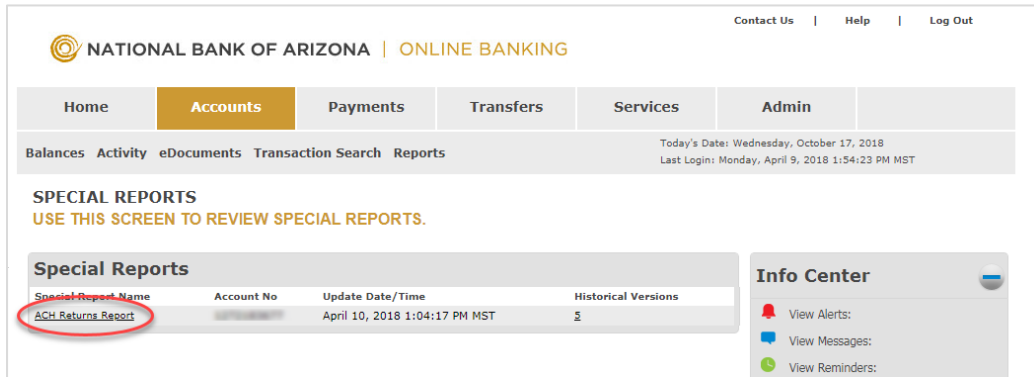 Contact Us | Help | Log Out
NATIONAL BANK OF ARIZONA | ONLINE BANKING
Home Accounts Payments Transfers Services Admin
Balances Activity eDocuments Transaction Search Reports
Today's Date: Wednesday, October 17, 2018
Last Login: Monday, April 9, 2018 1:54:23 PM MST
SPECIAL REPORTS
USE THIS SCREEN TO REVIEW SPECIAL REPORTS.
Special Reports
Special Report Name Account No Update Date/Time Historical Versions
ACH Returns Report April 10, 2018 1:04:17 PM MST 5
Info Center
View Alerts:
View Messages:
View Reminders: